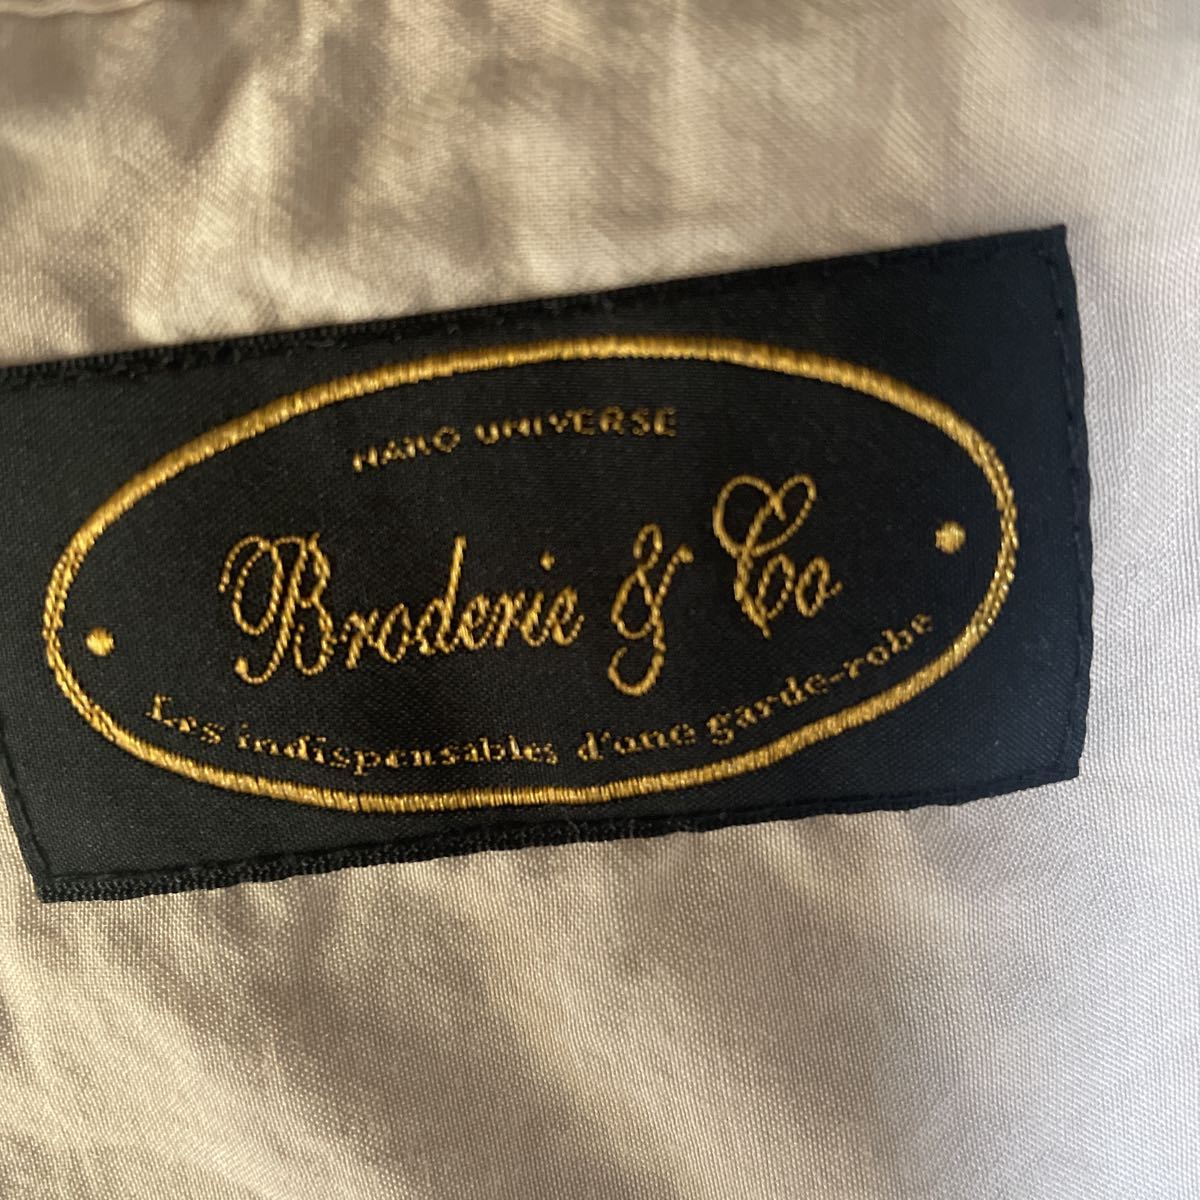 NANO UNIVERSE
Broderie & Co
Les indispensables d'une garde-robe